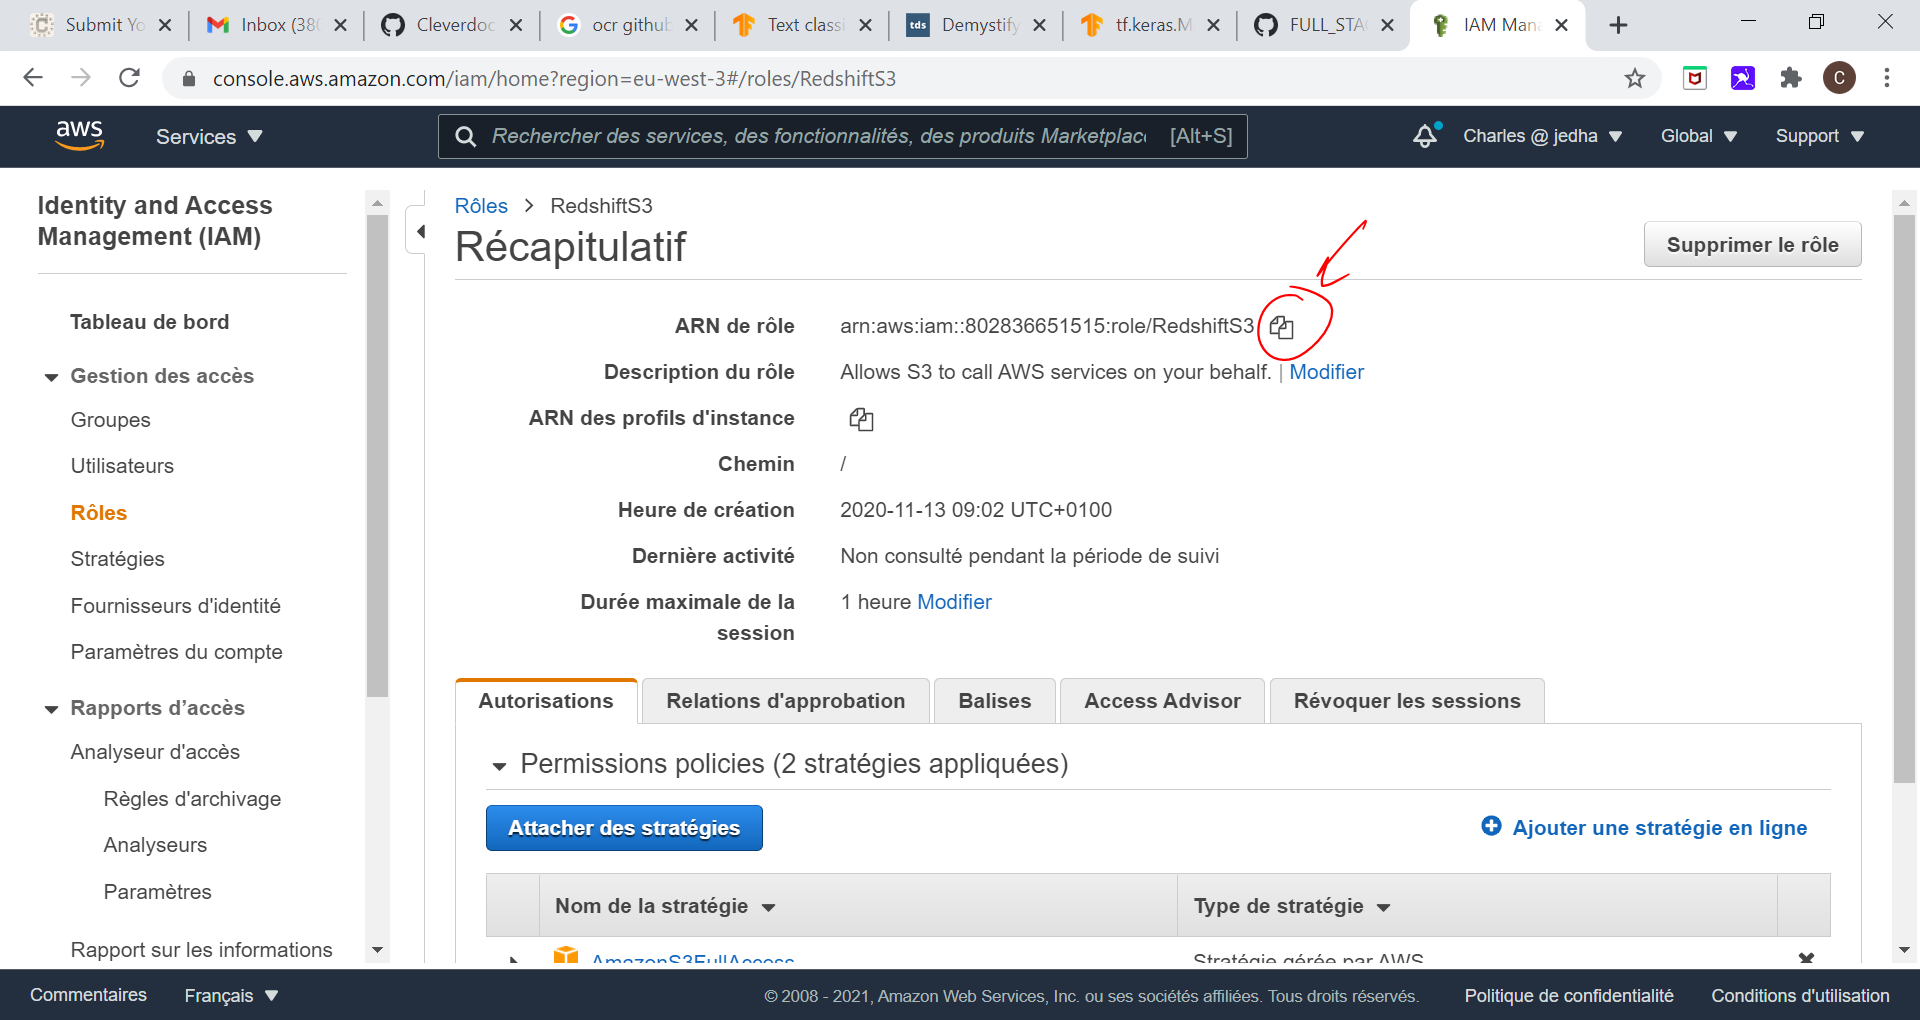 Submit Yo
Inbox (380
Cleverdoc
ocr github
Text classi
tds
Demystify
tf.keras.M
FULL_STA
IAM Mana
console.aws.amazon.com/iam/home?region=eu-west-3#/roles/RedshiftS3
C
aws
Services
Rechercher des services, des fonctionnalités, des produits Marketplace [Alt+S]
Charles @ jedha
Global
Support
Identity and Access
Management (IAM)
Tableau de bord
Gestion des accès
Groupes
Utilisateurs
Rôles
Stratégies
Fournisseurs d'identité
Paramètres du compte
Rapports d’accès
Analyseur d'accès
Règles d'archivage
Analyseurs
Paramètres
Rapport sur les informations
Rôles > RedshiftS3
Récapitulatif
Supprimer le rôle
ARN de rôle arn:aws:iam::802836651515:role/RedshiftS3
Description du rôle Allows S3 to call AWS services on your behalf. | Modifier
ARN des profils d'instance
Chemin /
Heure de création 2020-11-13 09:02 UTC+0100
Dernière activité Non consulté pendant la période de suivi
Durée maximale de la 1 heure Modifier
session
Autorisations
Relations d'approbation
Balises
Access Advisor
Révoquer les sessions
Permissions policies (2 stratégies appliquées)
Attacher des stratégies
Ajouter une stratégie en ligne
Nom de la stratégie
Type de stratégie
AmazonS3FullAccess
Stratégie gérée par AWS
Commentaires
Français
© 2008 - 2021, Amazon Web Services, Inc. ou ses sociétés affiliées. Tous droits réservés.
Politique de confidentialité
Conditions d'utilisation